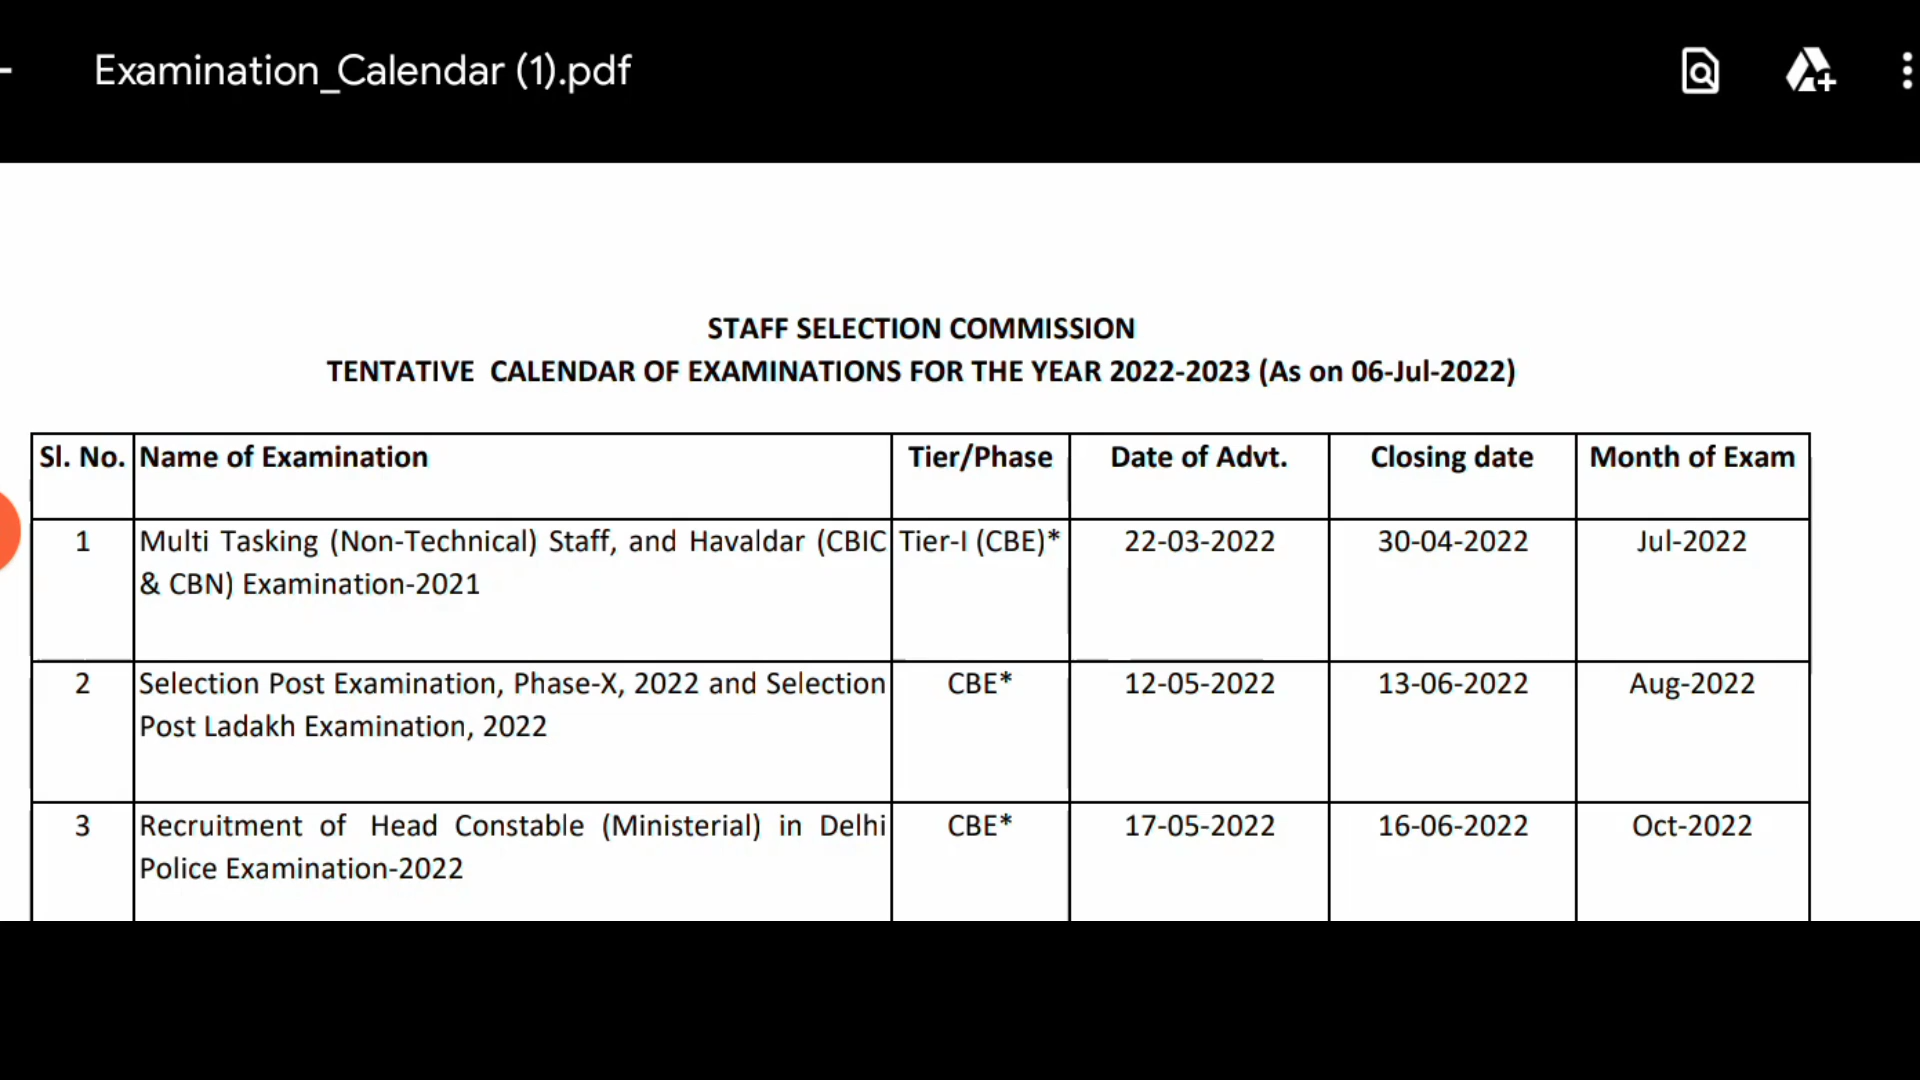 Examination_Calendar (1).pdf
STAFF SELECTION COMMISSION
TENTATIVE CALENDAR OF EXAMINATIONS FOR THE YEAR 2022-2023 (As on 06-Jul-2022)
Sl. No. Name of Examination Tier/Phase Date of Advt. Closing date Month of Exam
1 Multi Tasking (Non-Technical) Staff, and Havaldar (CBIC Tier-I (CBE)* 22-03-2022 30-04-2022 Jul-2022
& CBN) Examination-2021
2 Selection Post Examination, Phase-X, 2022 and Selection CBE* 12-05-2022 13-06-2022 Aug-2022
Post Ladakh Examination, 2022
3 Recruitment of Head Constable (Ministerial) in Delhi CBE* 17-05-2022 16-06-2022 Oct-2022
Police Examination-2022